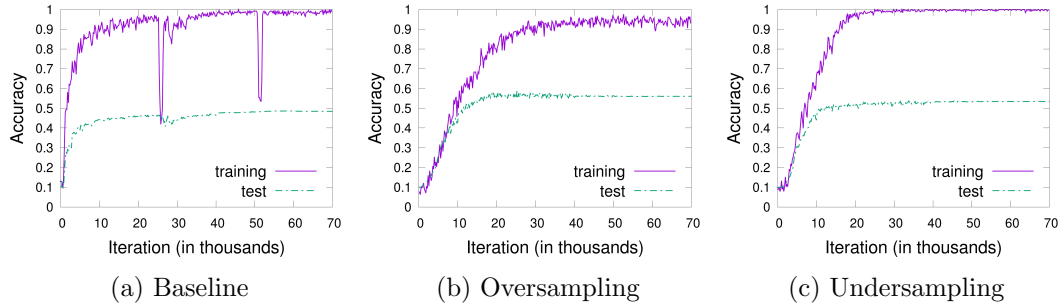 1
0.9
0.8
0.7
0.6
0.5
0.4
0.3
0.2
0.1
0
Accuracy
training
test
0 10 20 30 40 50 60 70
Iteration (in thousands)
(a) Baseline
1
0.9
0.8
0.7
0.6
0.5
0.4
0.3
0.2
0.1
0
Accuracy
training
test
0 10 20 30 40 50 60 70
Iteration (in thousands)
(b) Oversampling
1
0.9
0.8
0.7
0.6
0.5
0.4
0.3
0.2
0.1
0
Accuracy
training
test
0 10 20 30 40 50 60 70
Iteration (in thousands)
(c) Undersampling